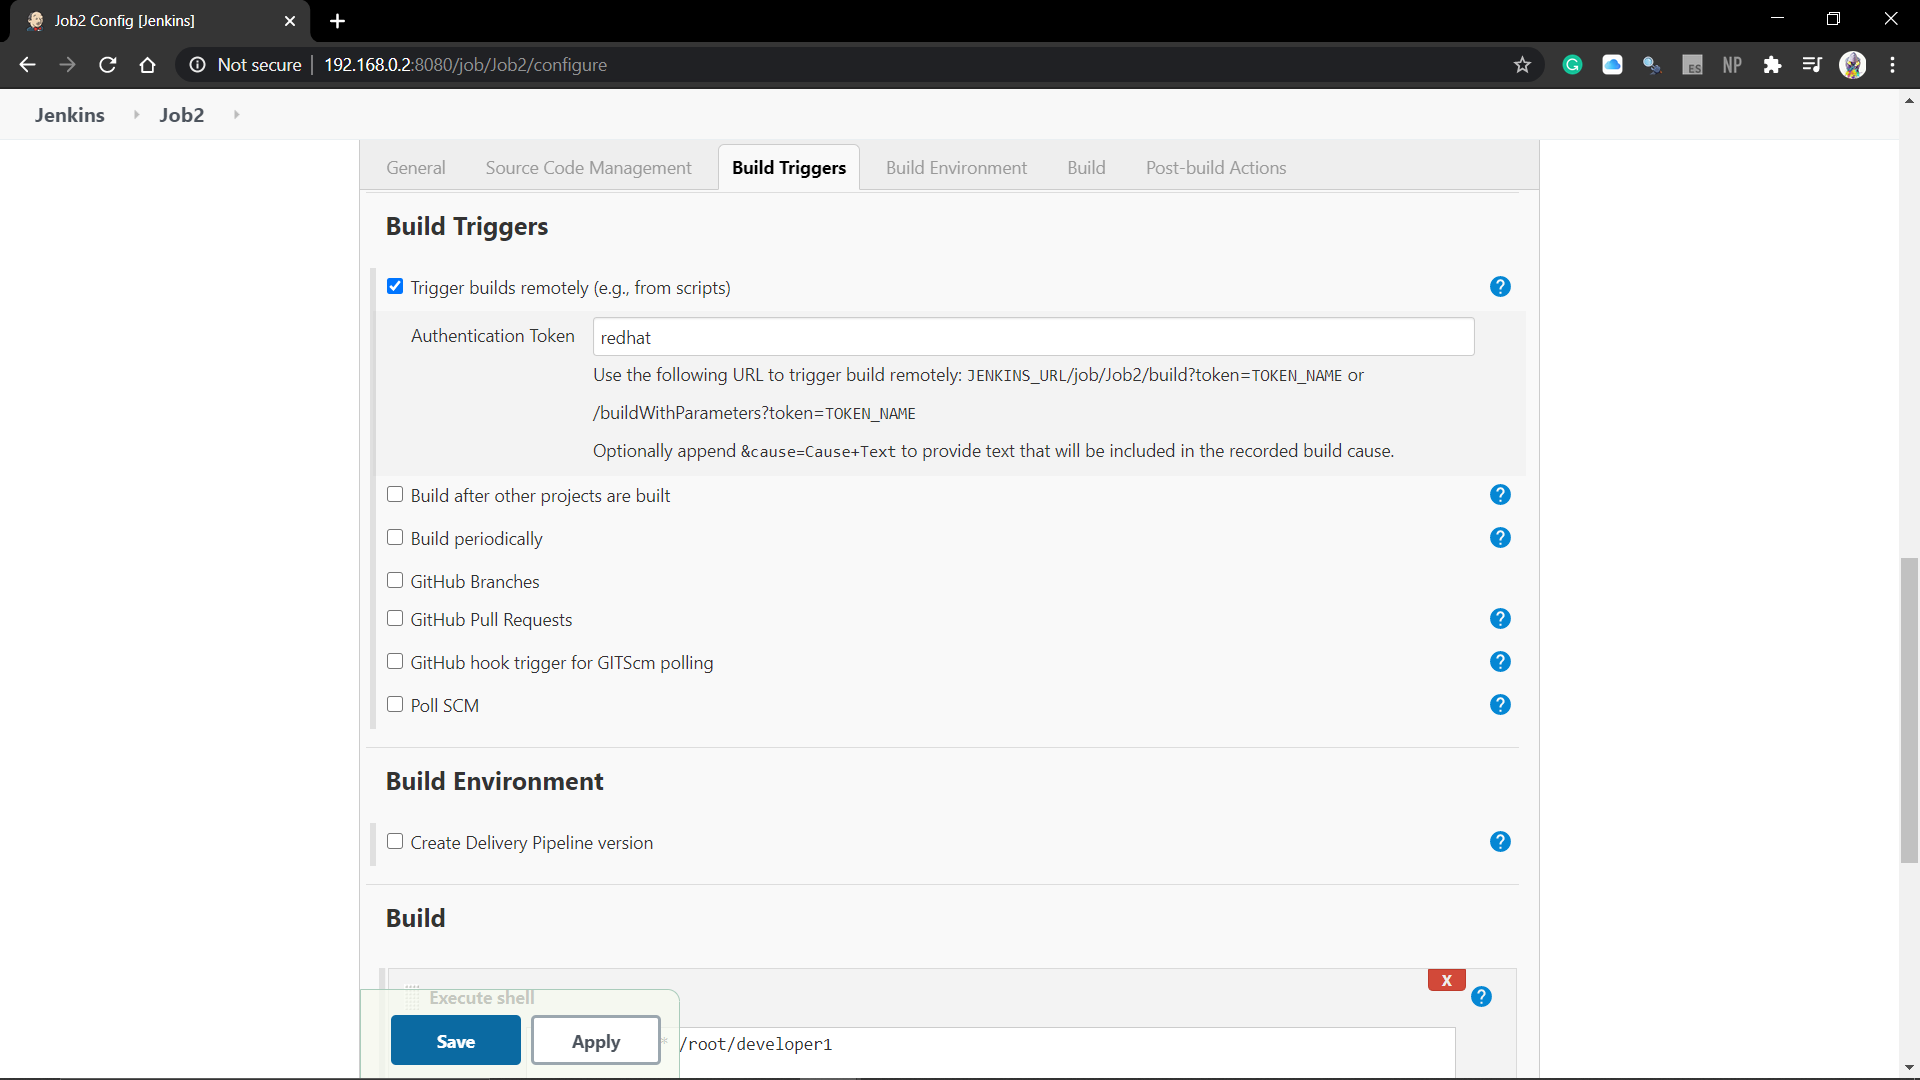 Job2 Config [Jenkins]
Not secure 192.168.0.2:8080/job/Job2/configure
ES NP
Jenkins Job2
General Source Code Management Build Triggers Build Environment Build Post-build Actions
Build Triggers
Trigger builds remotely (e.g., from scripts)
Authentication Token redhat
Use the following URL to trigger build remotely: JENKINS_URL/job/Job2/build?token=TOKEN_NAME or
/buildWithParameters?token=TOKEN_NAME
Optionally append &cause=Cause+Text to provide text that will be included in the recorded build cause.
Build after other projects are built
Build periodically
GitHub Branches
GitHub Pull Requests
GitHub hook trigger for GITScm polling
Poll SCM
Build Environment
Create Delivery Pipeline version
Build
X
Execute shell
Save Apply * /root/developer1